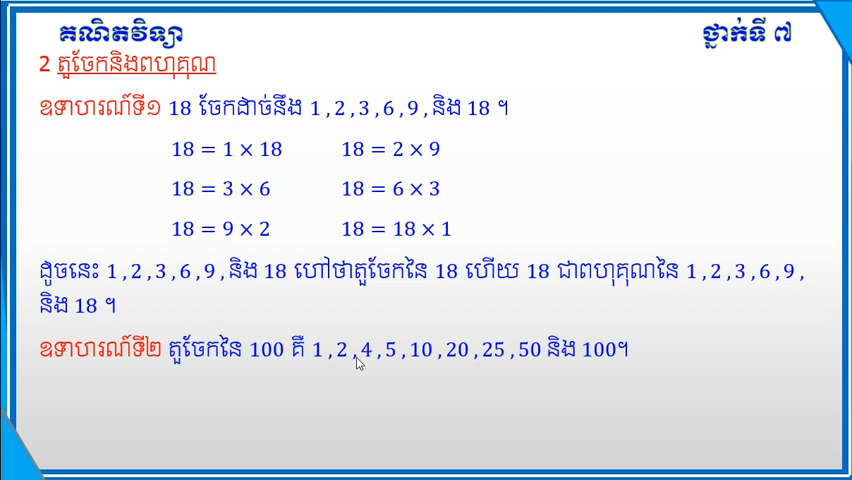 គណិតវិទ្យា ថ្នាក់ទី ៧
2 តួចែកនិងពហុគុណ
ឧទាហរណ៍ទី១ 18 ចែកដាច់នឹង 1 , 2 , 3 , 6 , 9 , និង 18 ។
18 = 1 × 18 18 = 2 × 9
18 = 3 × 6 18 = 6 × 3
18 = 9 × 2 18 = 18 × 1
ដូចនេះ 1 , 2 , 3 , 6 , 9 , និង 18 ហៅថាតួចែកនៃ 18 ហើយ 18 ជាពហុគុណនៃ 1 , 2 , 3 , 6 , 9 ,
និង 18 ។
ឧទាហរណ៍ទី២ តួចែកនៃ 100 គឺ 1 , 2 , 4 , 5 , 10 , 20 , 25 , 50 និង 100។